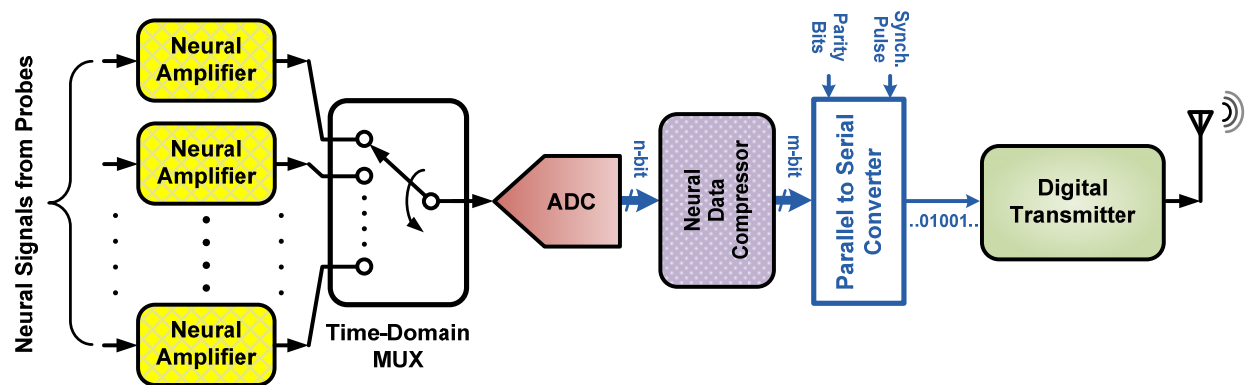 Neural Signals from Probes
Neural
Amplifier
Neural
Amplifier
Neural
Amplifier
Time-Domain
MUX
ADC
n-bit
Neural
Data
Compressor
m-bit
Parity
Bits
Synch.
Pulse
Parallel to Serial
Converter
..01001..
Digital
Transmitter